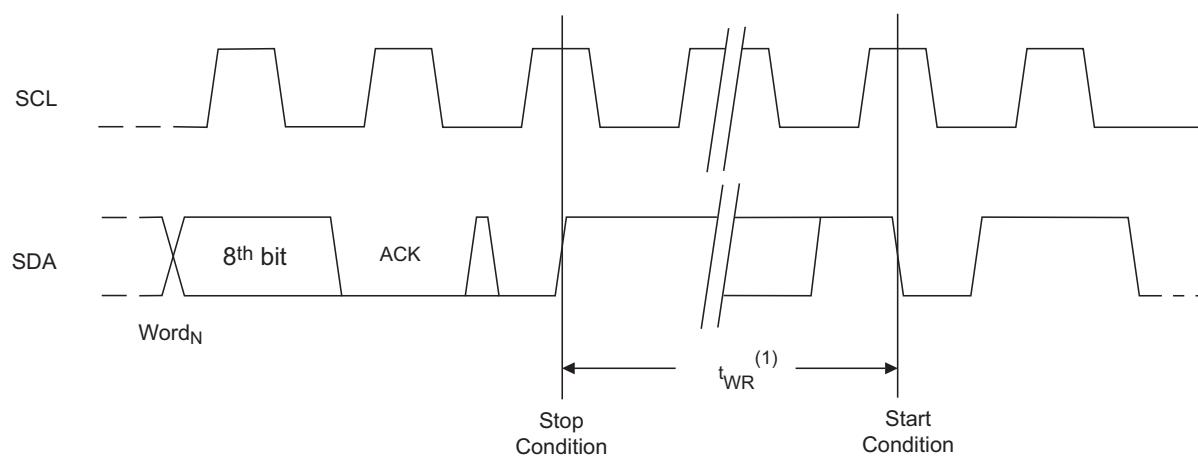 SCL
SDA
8th bit
ACK
WordN
tWR(1)
Stop
Condition
Start
Condition